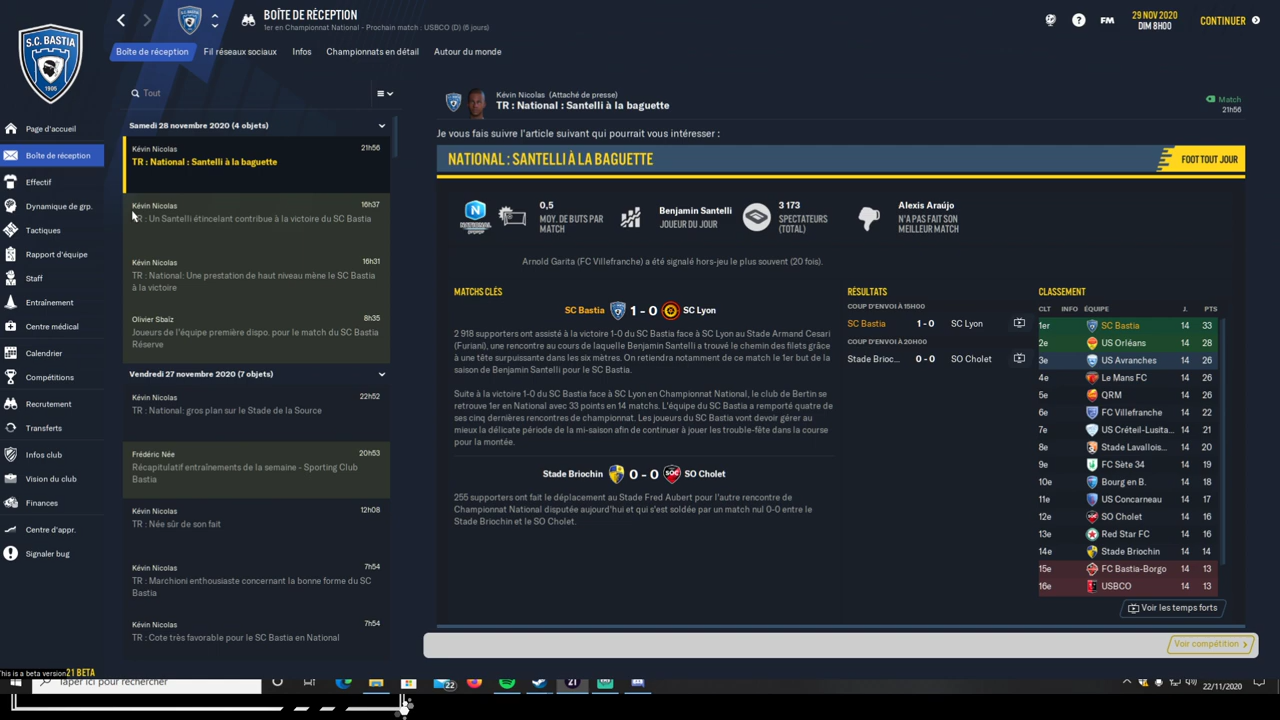 S.C. BASTIA
1905
BOÎTE DE RÉCEPTION
1er en Championnat National - Prochain match : USBCO (D) (6 jours)
FM
29 NOV 2020
DIM 8H00
CONTINUER
Boîte de réception
Fil réseaux sociaux
Infos
Championnats en détail
Autour du monde
Page d'accueil
Boîte de réception
Effectif
Dynamique de grp.
Tactiques
Rapport d'équipe
Staff
Entraînement
Centre médical
Calendrier
Compétitions
Recrutement
Transferts
Infos club
Vision du club
Finances
Centre d'appr.
Signaler bug
Tout
Samedi 28 novembre 2020 (4 objets)
Kévin Nicolas 21h56
TR : National : Santelli à la baguette
Kévin Nicolas 16h37
TR : Un Santelli étincelant contribue à la victoire du SC Bastia
Kévin Nicolas 16h31
TR : National: Une prestation de haut niveau mène le SC Bastia
à la victoire
Olivier Sbaïz 8h35
Joueurs de l'équipe première dispo. pour le match du SC Bastia
Réserve
Vendredi 27 novembre 2020 (7 objets)
Kévin Nicolas 22h52
TR : National: gros plan sur le Stade de la Source
Frédéric Née 20h53
Récapitulatif entraînements de la semaine - Sporting Club
Bastia
Kévin Nicolas 12h08
TR : Née sûr de son fait
Kévin Nicolas 7h54
TR : Marchioni enthousiaste concernant la bonne forme du SC
Bastia
Kévin Nicolas 7h54
TR : Cote très favorable pour le SC Bastia en National
Kévin Nicolas (Attaché de presse)
TR : National : Santelli à la baguette
Match
21h56
Je vous fais suivre l'article suivant qui pourrait vous intéresser :
NATIONAL : SANTELLI À LA BAGUETTE
FOOT TOUT JOUR
0,5
MOY. DE BUTS PAR
MATCH
Benjamin Santelli
JOUEUR DU JOUR
3 173
SPECTATEURS
(TOTAL)
Alexis Araújo
N'A PAS FAIT SON
MEILLEUR MATCH
Arnold Garita (FC Villefranche) a été signalé hors-jeu le plus souvent (20 fois).
MATCHS CLÉS
SC Bastia 1 - 0 SC Lyon
2 918 supporters ont assisté à la victoire 1-0 du SC Bastia face à SC Lyon au Stade Armand Cesari
(Furiani), une rencontre au cours de laquelle Benjamin Santelli a trouvé le chemin des filets grâce
à une tête surpuissante dans les six mètres. On retiendra notamment de ce match le 1er but de la
saison de Benjamin Santelli pour le SC Bastia.
Suite à la victoire 1-0 du SC Bastia face à SC Lyon en Championnat National, le club de Bertin se
retrouve 1er en National avec 33 points en 14 matchs. L'équipe du SC Bastia a remporté quatre de
ses cinq dernières rencontres de championnat. Les joueurs du SC Bastia vont devoir gérer au
mieux la délicate période de la mi-saison afin de continuer à jouer les trouble-fête dans la course
pour la montée.
Stade Briochin 0 - 0 SO Cholet
255 supporters ont fait le déplacement au Stade Fred Aubert pour l'autre rencontre de
Championnat National disputée aujourd'hui et qui s'est soldée par un match nul 0-0 entre le
Stade Briochin et le SO Cholet.
RÉSULTATS
COUP D'ENVOI À 15H00
SC Bastia 1 - 0 SC Lyon
COUP D'ENVOI À 20H00
Stade Brioc... 0 - 0 SO Cholet
CLASSEMENT
CLT INFO ÉQUIPE J. PTS
1er SC Bastia 14 33
2e US Orléans 14 28
3e US Avranches 14 26
4e Le Mans FC 14 26
5e QRM 14 26
6e FC Villefranche 14 22
7e US Créteil-Lusita... 14 21
8e Stade Lavallois... 14 20
9e FC Sète 34 14 19
10e Bourg en B. 14 18
11e US Concarneau 14 17
12e SO Cholet 14 16
13e Red Star FC 14 16
14e Stade Briochin 14 14
15e FC Bastia-Borgo 14 13
16e USBCO 14 13
Voir les temps forts
Voir compétition
This is a beta version 21 BETA
Taper ici pour rechercher
22
21
22/11/2020